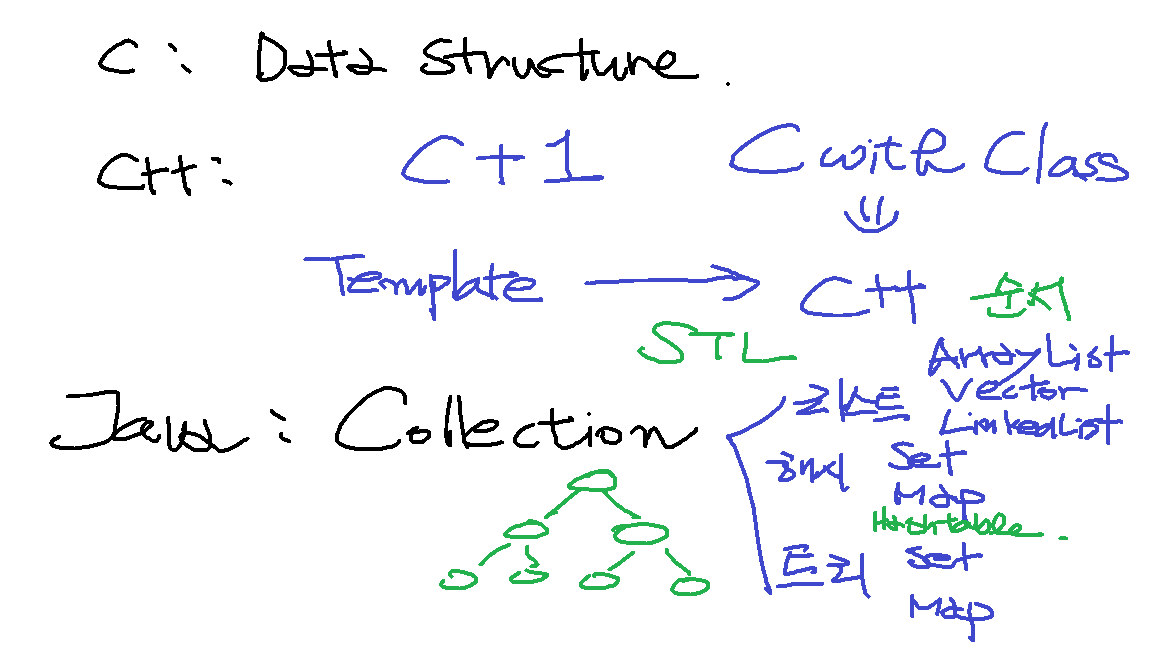 C : Data Structure.
C++ : C+1 C with Class
Template → C++ 순서
STL
ArrayList
Java : Collection 리스트 Vector
LinkedList
해시 Set
Map
Hashtable.
트리 Set
Map